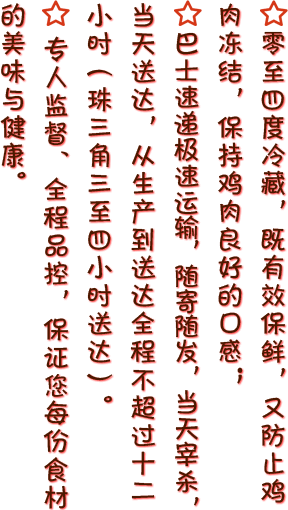 ☆零至四度冷藏，既有效保鲜，又防止鸡
肉冻结，保持鸡肉良好的口感；
☆巴士速递极速运输，随寄随发，当天宰杀，
当天送达，从生产到送达全程不超过十二
小时（珠三角三至四小时送达）。
☆专人监督、全程品控，保证您每份食材
的美味与健康。